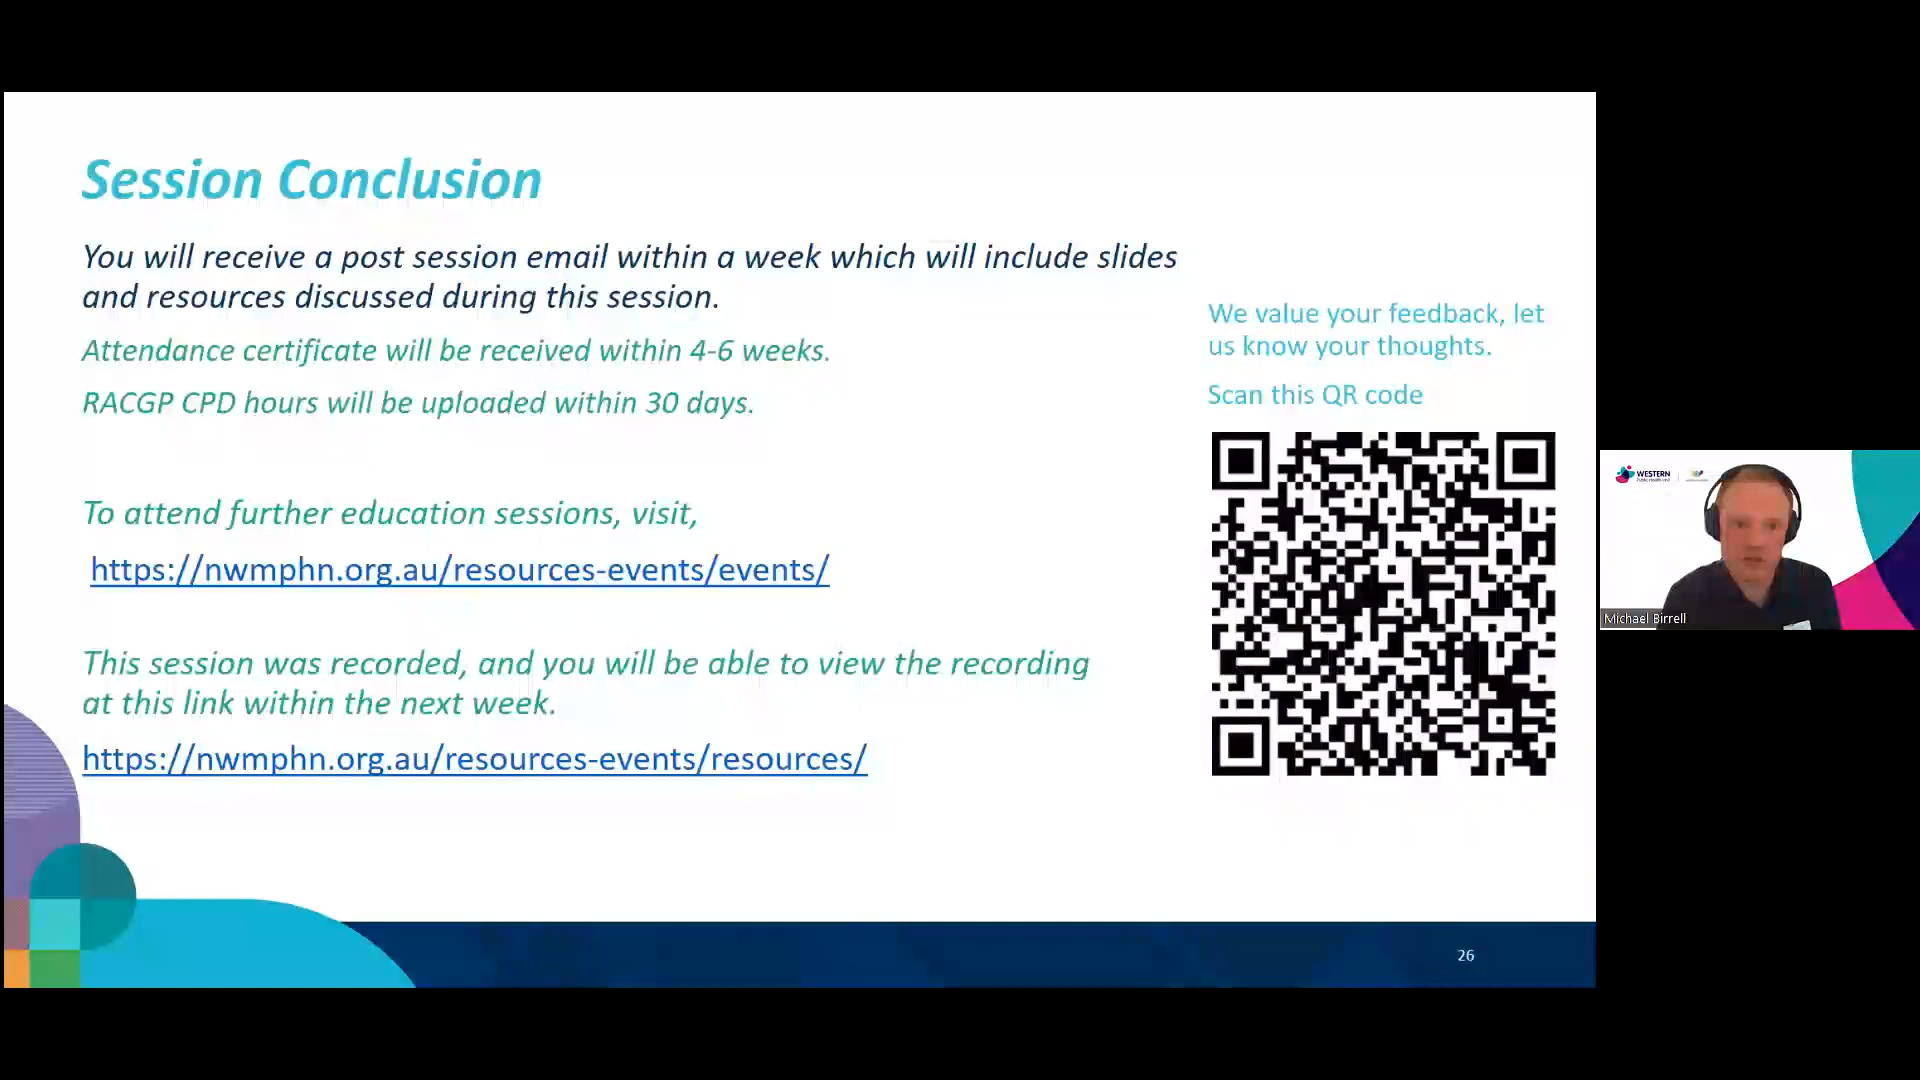 Session Conclusion
You will receive a post session email within a week which will include slides
and resources discussed during this session.
Attendance certificate will be received within 4-6 weeks.
RACGP CPD hours will be uploaded within 30 days.
To attend further education sessions, visit,
https://nwmphn.org.au/resources-events/events/
This session was recorded, and you will be able to view the recording
at this link within the next week.
https://nwmphn.org.au/resources-events/resources/
We value your feedback, let
us know your thoughts.
Scan this QR code
26
WESTERN
Public Health Unit
Michael Birrell